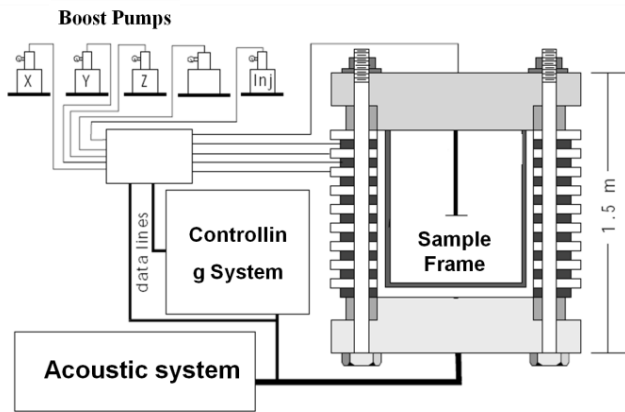 Boost Pumps
X Y Z Inj
data lines
Controllin
g System
Sample
Frame
1.5 m
Acoustic system